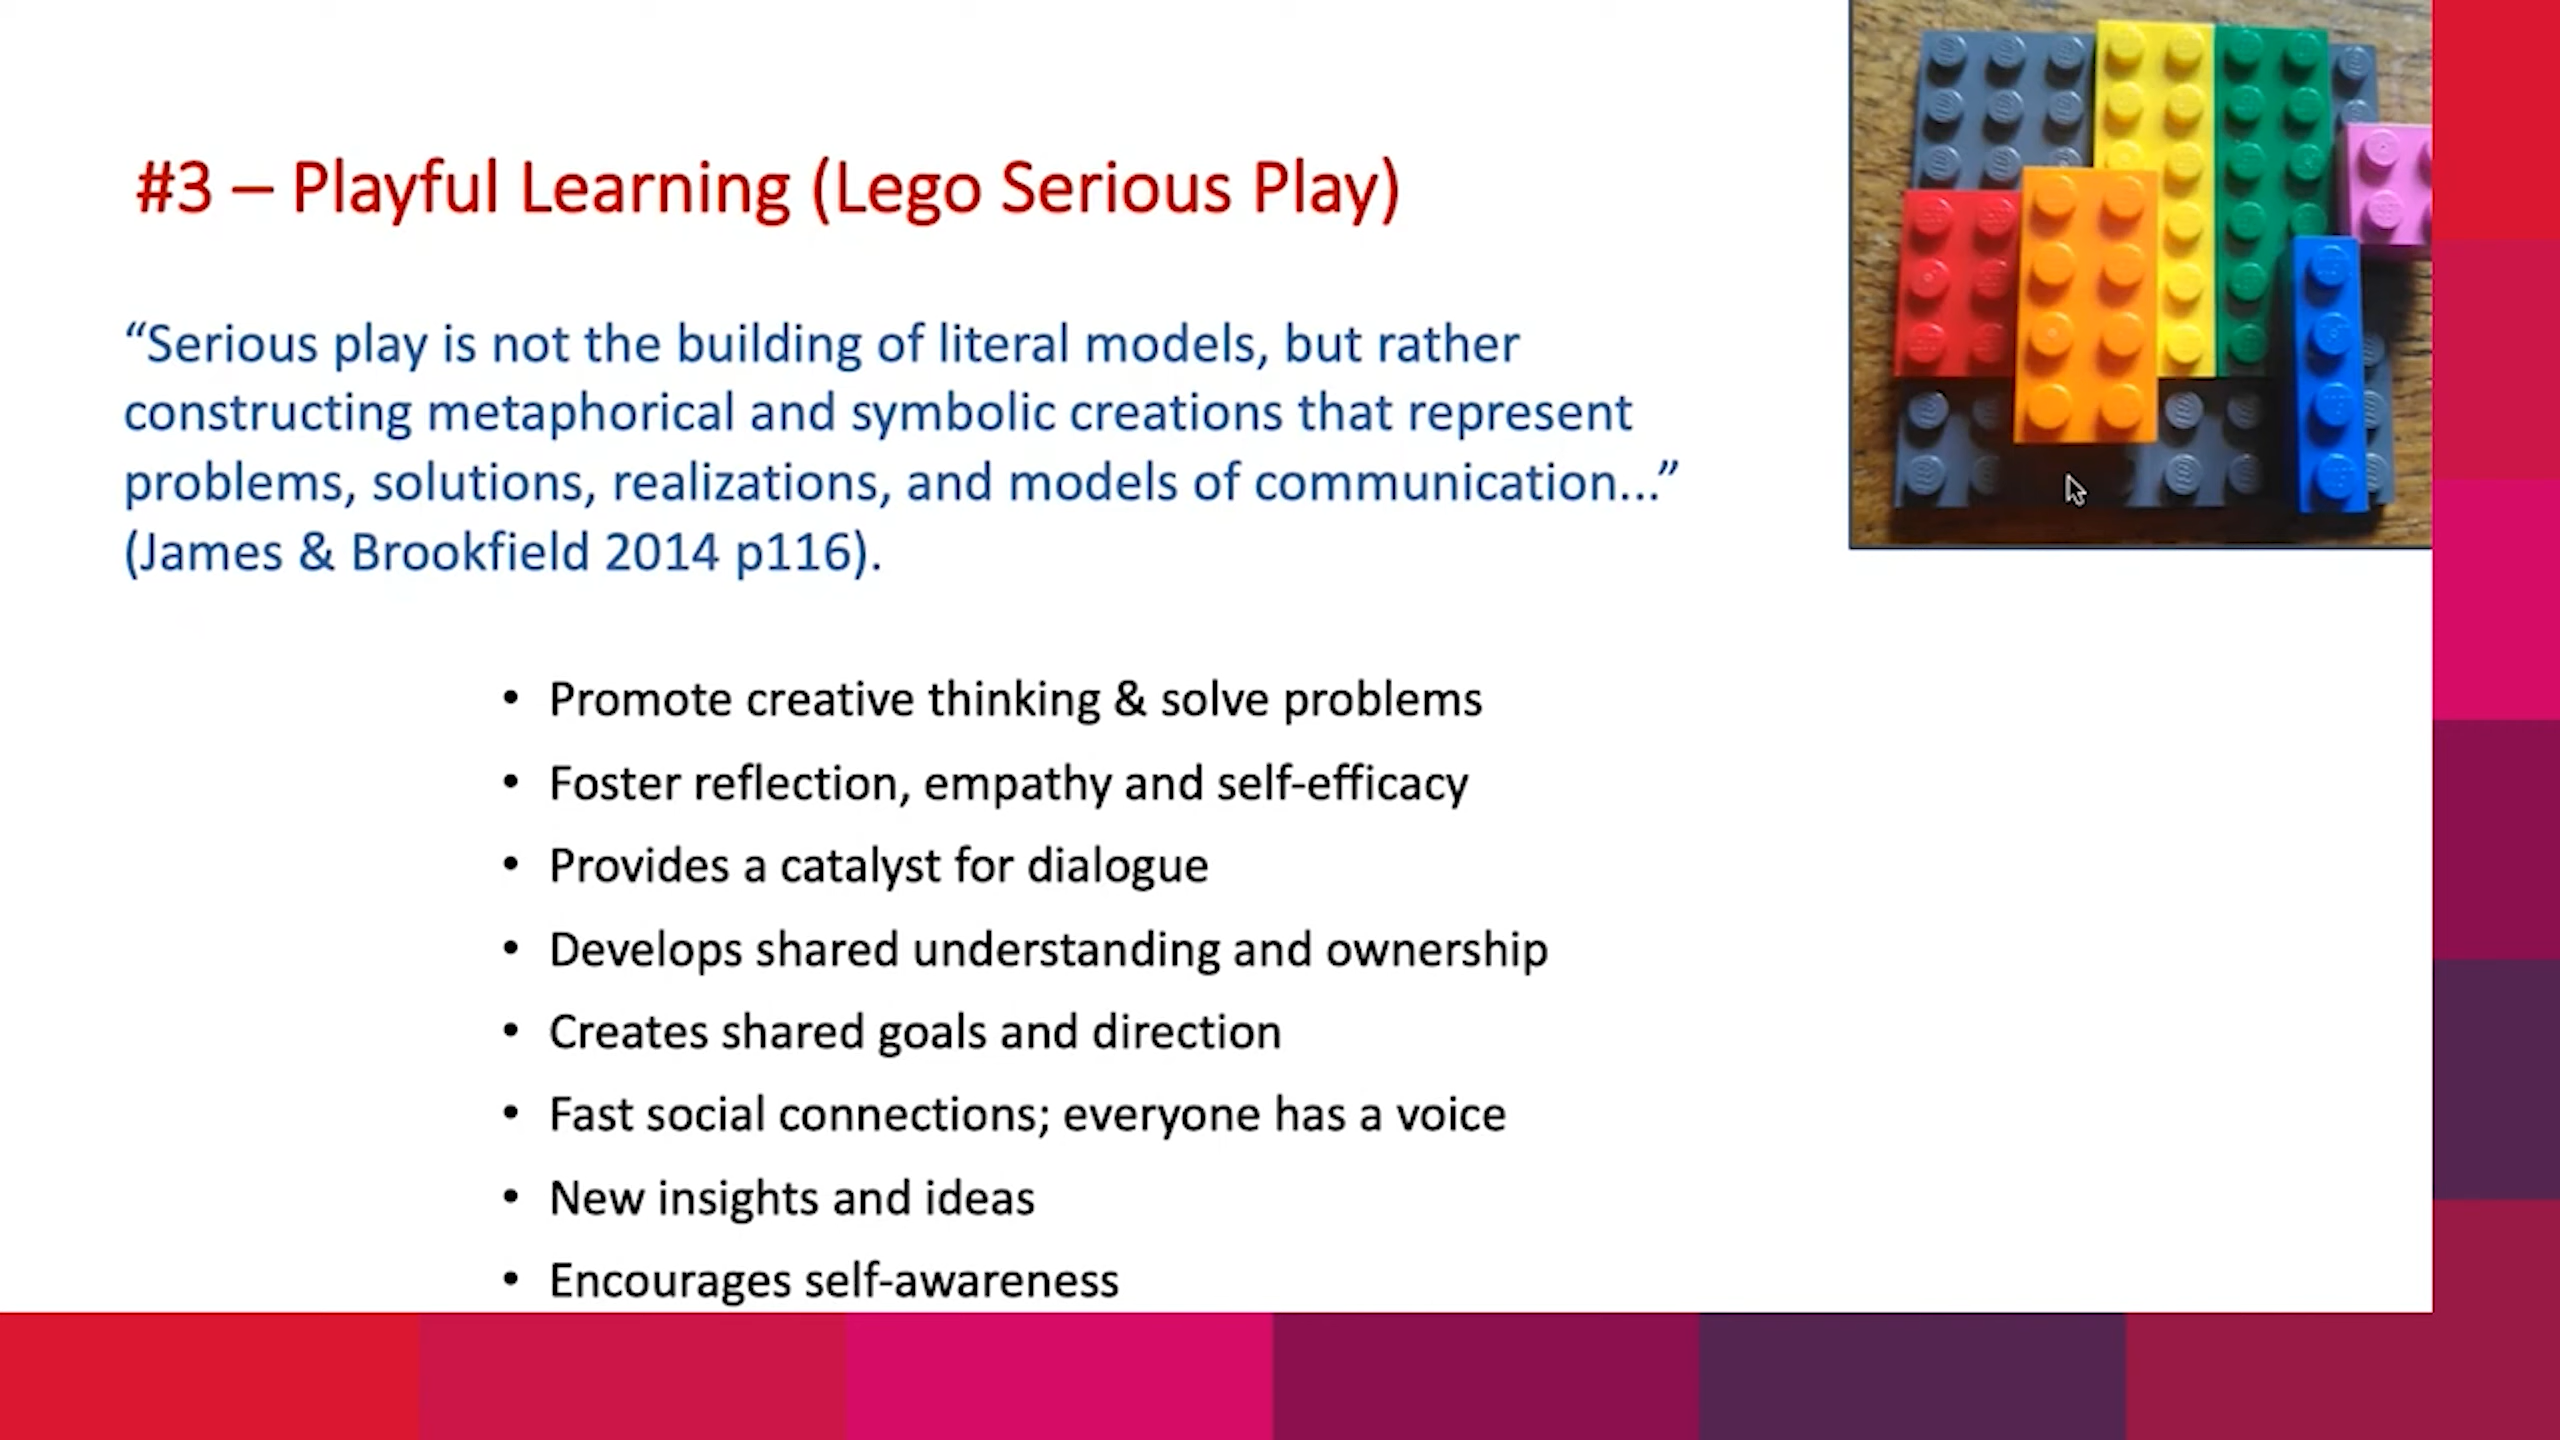 #3 – Playful Learning (Lego Serious Play)
“Serious play is not the building of literal models, but rather
constructing metaphorical and symbolic creations that represent
problems, solutions, realizations, and models of communication...”
(James & Brookfield 2014 p116).
• Promote creative thinking & solve problems
• Foster reflection, empathy and self-efficacy
• Provides a catalyst for dialogue
• Develops shared understanding and ownership
• Creates shared goals and direction
• Fast social connections; everyone has a voice
• New insights and ideas
• Encourages self-awareness